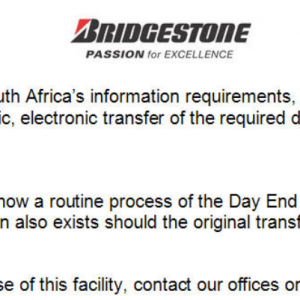 BRIDGESTONE
PASSION for EXCELLENCE
uth Africa's information requirements,
ic, electronic transfer of the required d
now a routine process of the Day End
n also exists should the original transf
se of this facility, contact our offices or